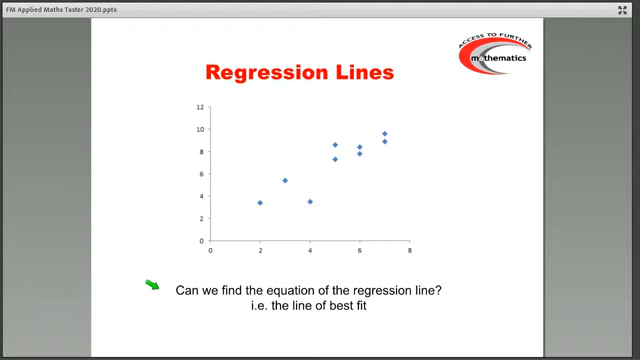 FM Applied Maths Taster 2020.pptx
ACCESS TO FURTHER
mathematics
Regression Lines
12
10
8
6
4
2
0
0 2 4 6 8
Can we find the equation of the regression line?
i.e. the line of best fit